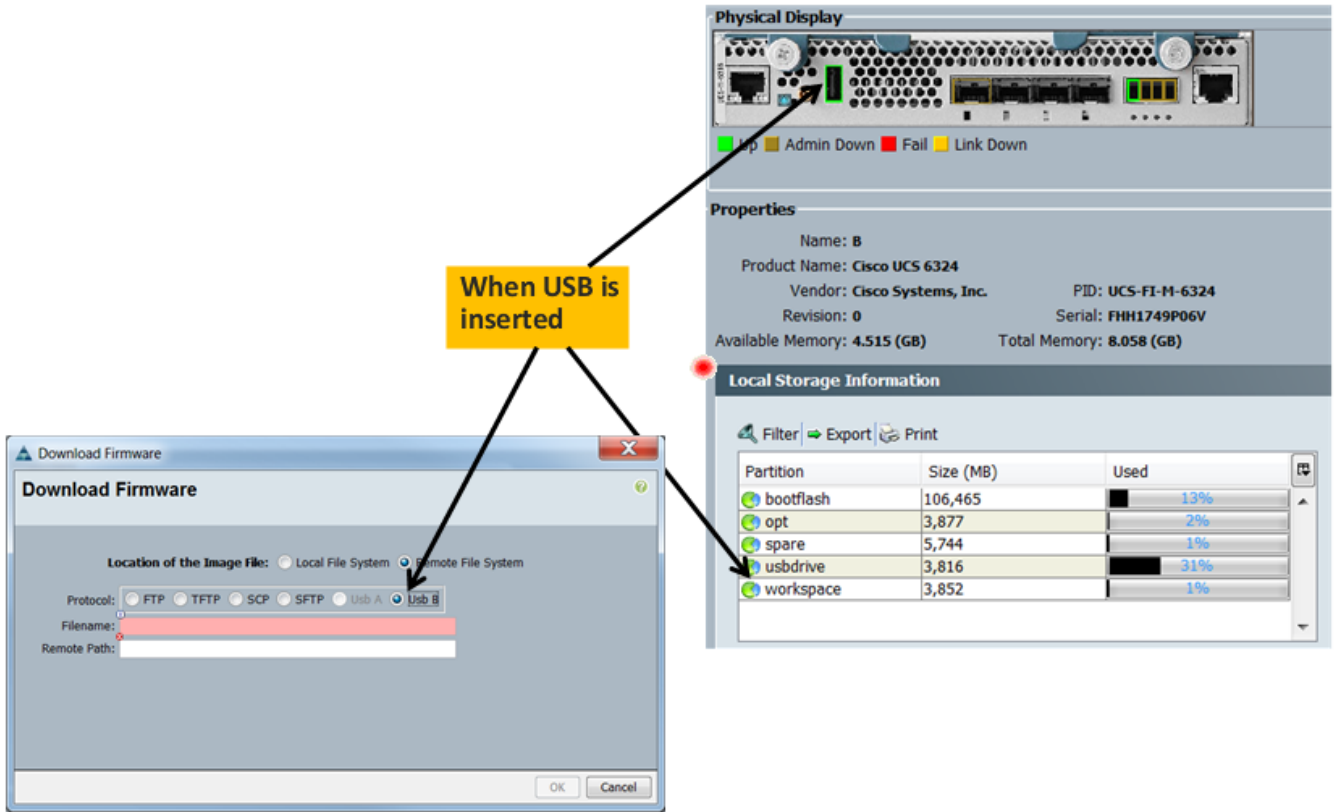 Physical Display
Up Admin Down Fail Link Down
Properties
Name: B
Product Name: Cisco UCS 6324
Vendor: Cisco Systems, Inc. PID: UCS-FI-M-6324
Revision: 0 Serial: FHH1749P06V
Available Memory: 4.515 (GB) Total Memory: 8.058 (GB)
Local Storage Information
Filter Export Print
Partition Size (MB) Used
bootflash 106,465 13%
opt 3,877 2%
spare 5,744 1%
usbdrive 3,816 31%
workspace 3,852 1%
When USB is
inserted
Download Firmware
Download Firmware
Location of the Image File: Local File System Remote File System
Protocol: FTP TFTP SCP SFTP Usb A Usb B
Filename:
Remote Path:
OK Cancel